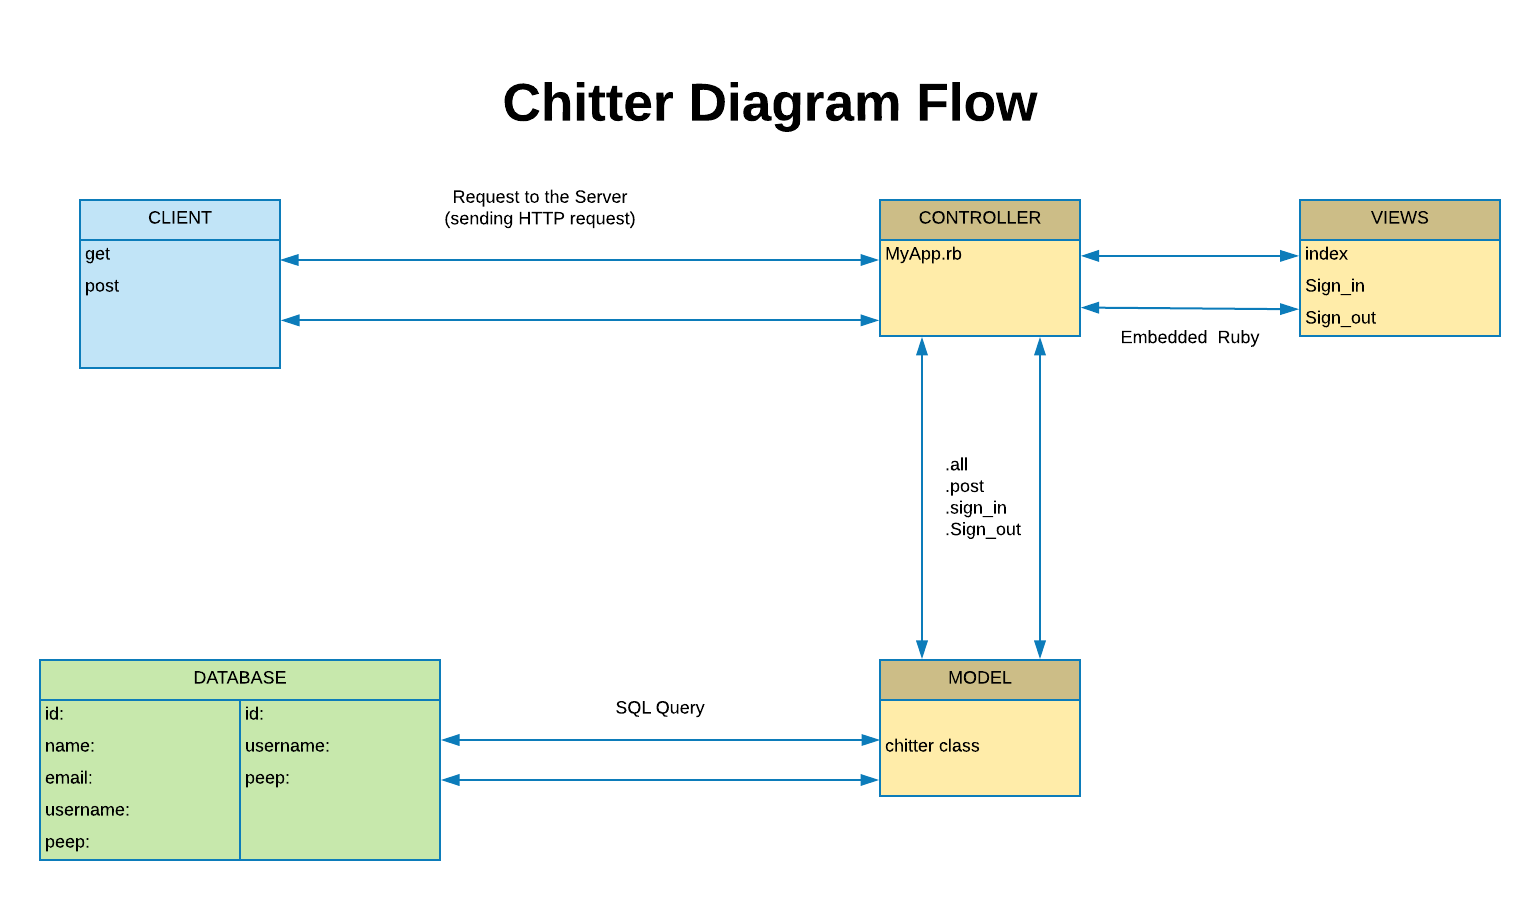 Chitter Diagram Flow
Request to the Server
(sending HTTP request)
CLIENT
get
post
CONTROLLER
MyApp.rb
VIEWS
index
Sign_in
Sign_out
Embedded  Ruby
.all
.post
.sign_in
.Sign_out
DATABASE
id:
name:
email:
username:
peep:
id:
username:
peep:
SQL Query
MODEL
chitter class